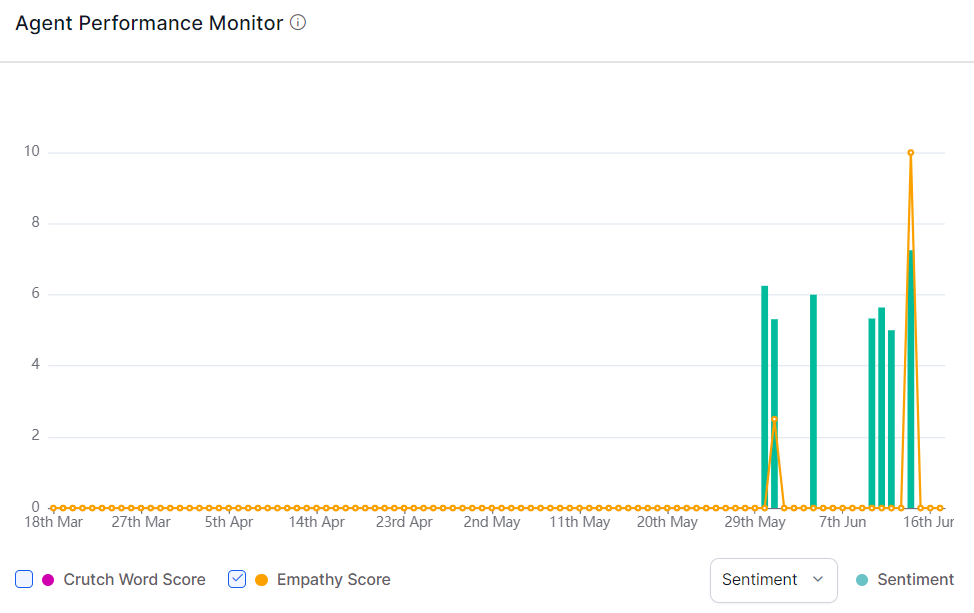 Agent Performance Monitor
10
8
6
4
2
0
18th Mar 27th Mar 5th Apr 14th Apr 23rd Apr 2nd May 11th May 20th May 29th May 7th Jun 16th Jur
Crutch Word Score Empathy Score Sentiment Sentiment